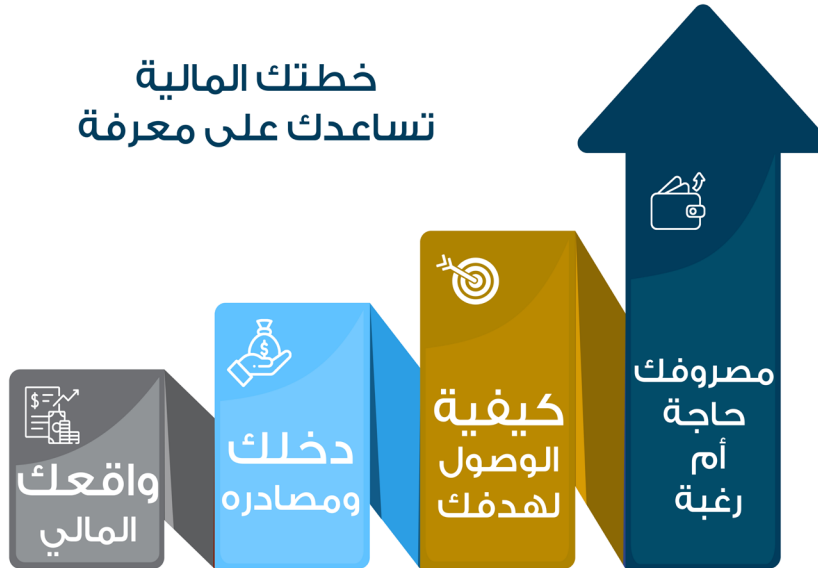 خطتك المالية
تساعدك على معرفة
مصروفك
حاجة
أم
رغبة
كيفية
الوصول
لهدفك
دخلك
ومصادره
واقعك
المالي